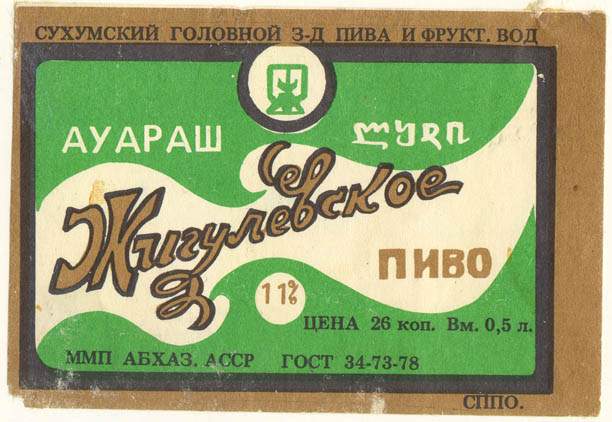 СУХУМСКИЙ ГОЛОВНОЙ З-Д ПИВА И ФРУКТ. ВОД
АУАРАШ ლუდი
Жигулевское
ПИВО
11%
ЦЕНА 26 коп. Вм. 0,5 л.
ММП АБХАЗ. АССР ГОСТ 34-73-78
СППО.